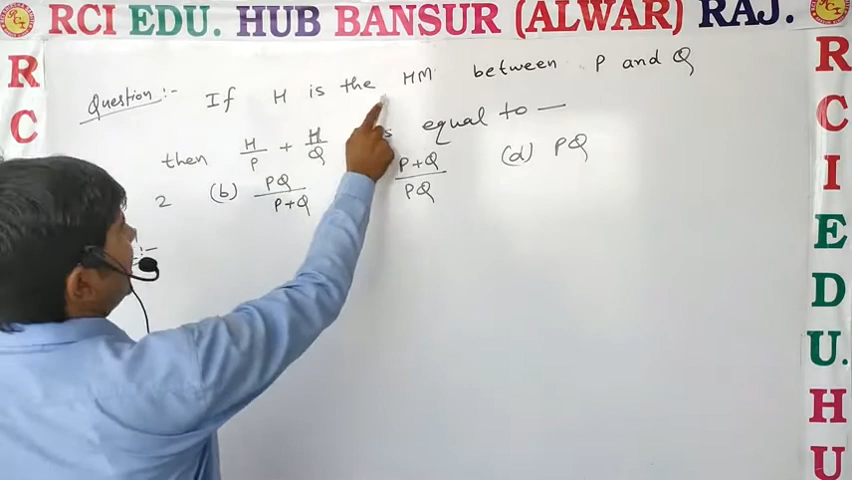 RCI EDU. HUB BANSUR (ALWAR) RAJ.
Question :- If H is the HM between P and Q
then H/P + H/Q s equal to —
2 (b) PQ/P+Q P+Q/PQ (d) PQ
R
C
R
C
I
EDU.
H
U